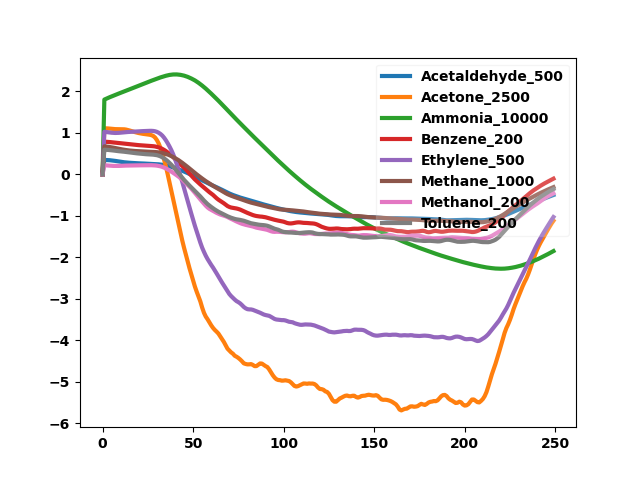 Acetaldehyde_500
Acetone_2500
Ammonia_10000
Benzene_200
Ethylene_500
Methane_1000
Methanol_200
Toluene_200
2
1
0
−1
−2
−3
−4
−5
−6
0 50 100 150 200 250